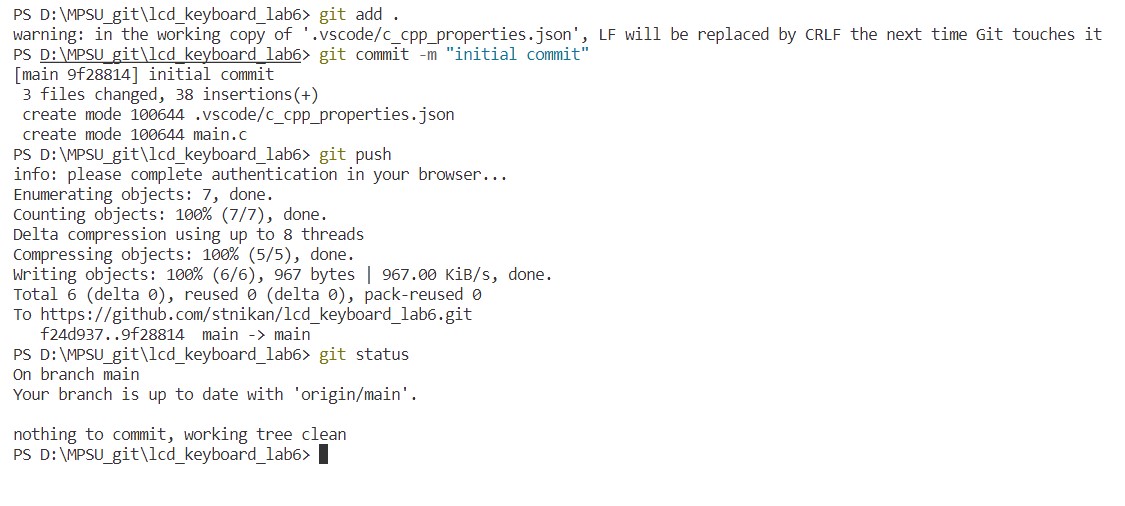 PS D:\MPSU_git\lcd_keyboard_lab6> git add .
warning: in the working copy of '.vscode/c_cpp_properties.json', LF will be replaced by CRLF the next time Git touches it
PS D:\MPSU_git\lcd_keyboard_lab6> git commit -m "initial commit"
[main 9f28814] initial commit
 3 files changed, 38 insertions(+)
 create mode 100644 .vscode/c_cpp_properties.json
 create mode 100644 main.c
PS D:\MPSU_git\lcd_keyboard_lab6> git push
info: please complete authentication in your browser...
Enumerating objects: 7, done.
Counting objects: 100% (7/7), done.
Delta compression using up to 8 threads
Compressing objects: 100% (5/5), done.
Writing objects: 100% (6/6), 967 bytes | 967.00 KiB/s, done.
Total 6 (delta 0), reused 0 (delta 0), pack-reused 0
To https://github.com/stnikan/lcd_keyboard_lab6.git
   f24d937..9f28814  main -> main
PS D:\MPSU_git\lcd_keyboard_lab6> git status
On branch main
Your branch is up to date with 'origin/main'.

nothing to commit, working tree clean
PS D:\MPSU_git\lcd_keyboard_lab6>